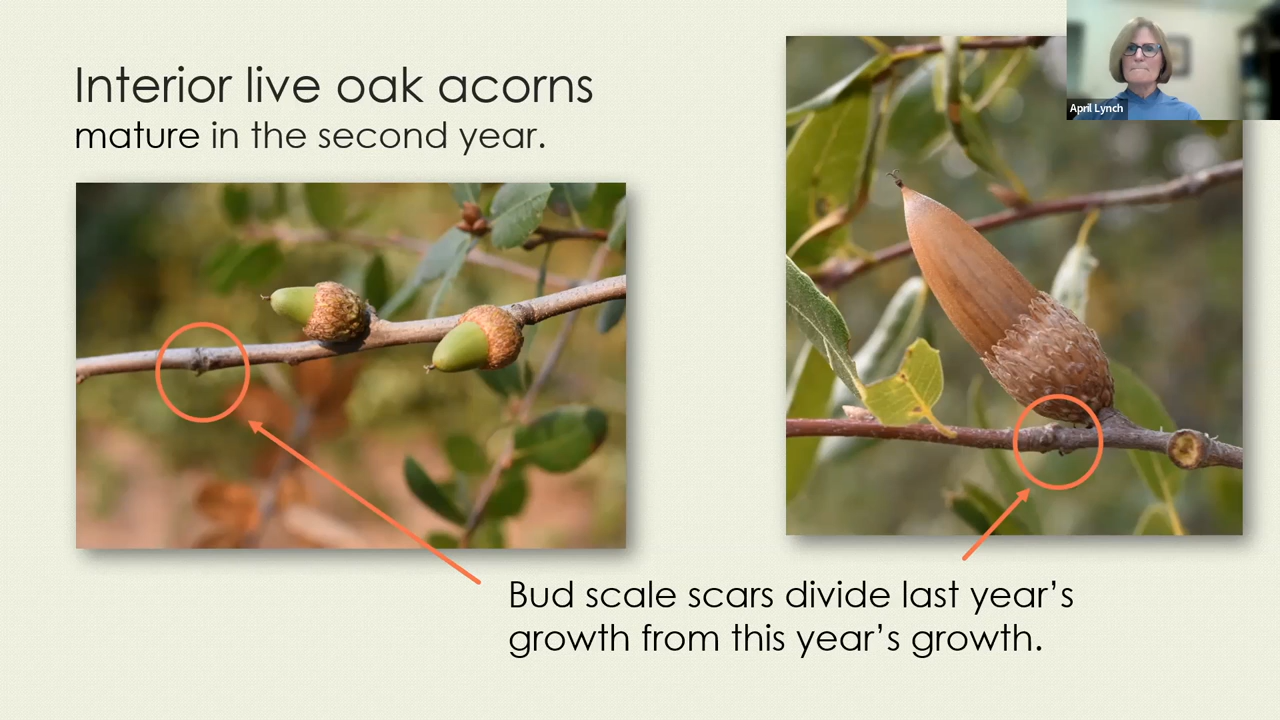 Interior live oak acorns
mature in the second year.
April Lynch
Bud scale scars divide last year’s
growth from this year’s growth.